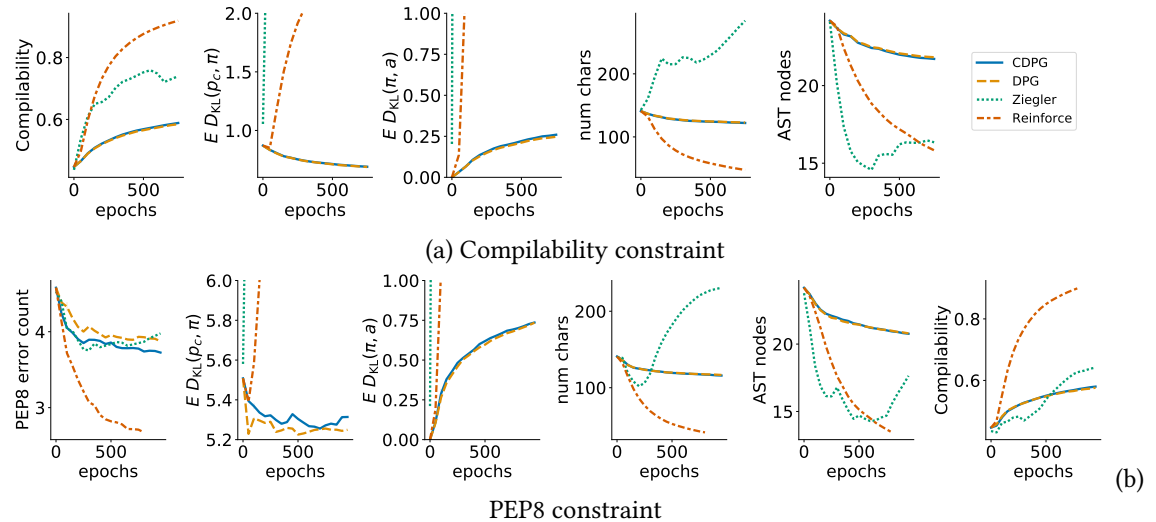 Compilability
0.8
0.6
0
500
epochs
E D_KL(p_c, π)
2.0
1.5
1.0
0
500
epochs
E D_KL(π, a)
1.00
0.75
0.50
0.25
0.00
0
500
epochs
num chars
200
100
0
500
epochs
AST nodes
20
15
0
500
epochs
CDPG
DPG
Ziegler
Reinforce
(a) Compilability constraint
PEP8 error count
4
3
0
500
epochs
E D_KL(p_c, π)
6.0
5.8
5.6
5.4
5.2
0
500
epochs
E D_KL(π, a)
1.00
0.75
0.50
0.25
0.00
0
500
epochs
num chars
200
100
0
500
epochs
AST nodes
20
15
0
500
epochs
Compilability
0.8
0.6
0
500
epochs
(b)
PEP8 constraint